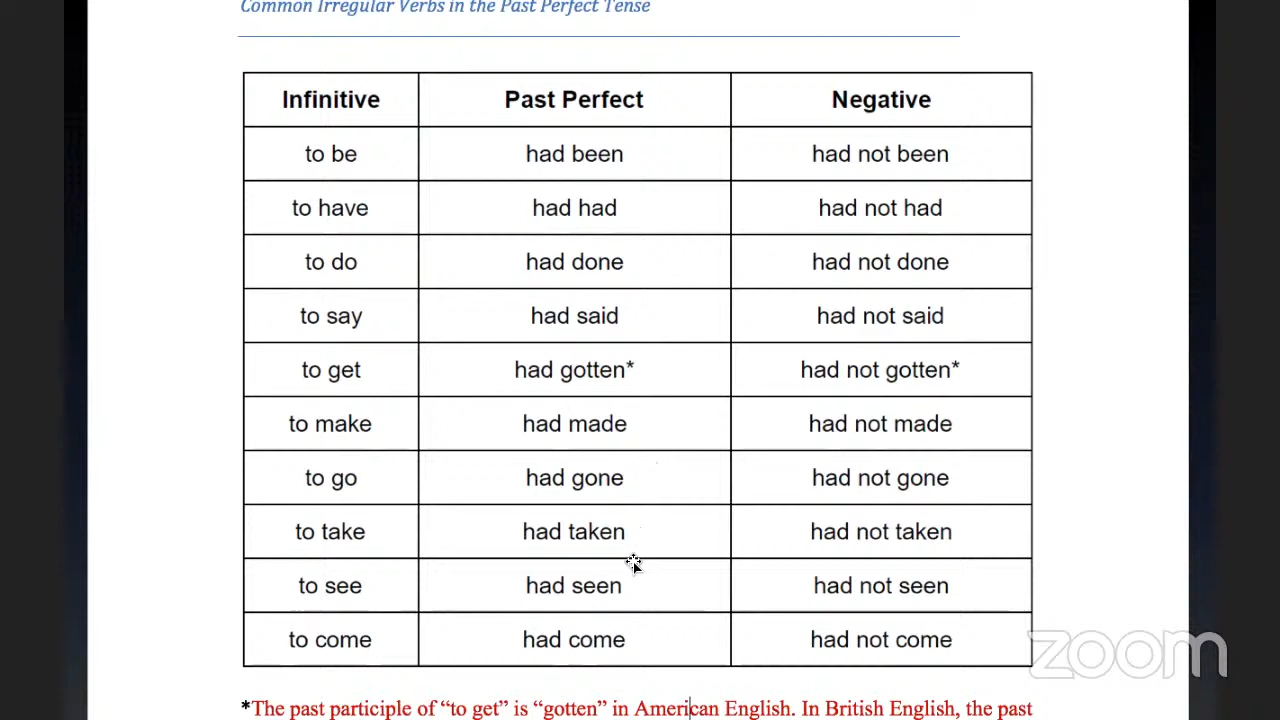 Common Irregular Verbs in the Past Perfect Tense
Infinitive Past Perfect Negative
to be had been had not been
to have had had had not had
to do had done had not done
to say had said had not said
to get had gotten* had not gotten*
to make had made had not made
to go had gone had not gone
to take had taken had not taken
to see had seen had not seen
to come had come had not come
zoom
*The past participle of “to get” is “gotten” in American English. In British English, the past